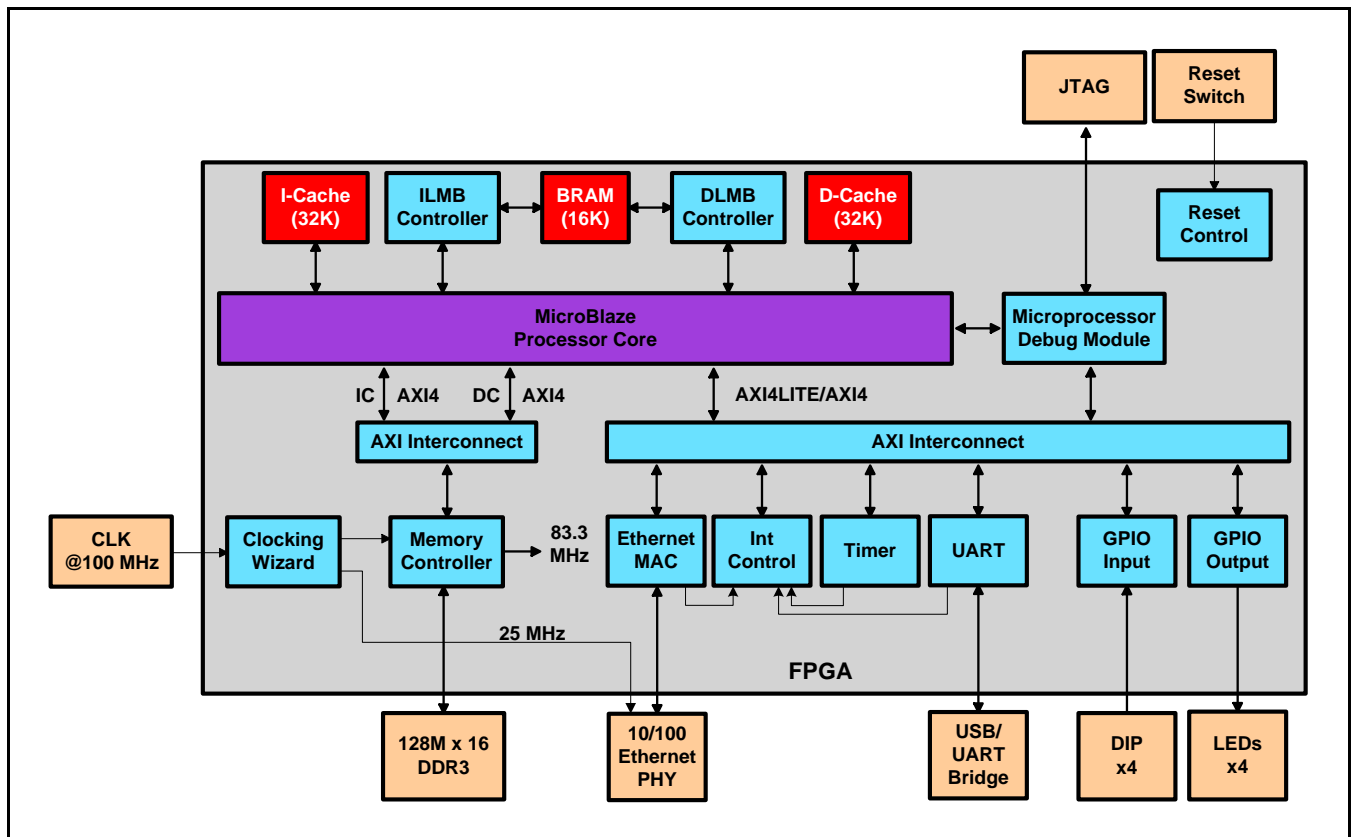 JTAG
Reset
Switch
I-Cache
(32K)
ILMB
Controller
BRAM
(16K)
DLMB
Controller
D-Cache
(32K)
Reset
Control
MicroBlaze
Processor Core
Microprocessor
Debug Module
IC
AXI4
DC
AXI4
AXI4LITE/AXI4
AXI Interconnect
AXI Interconnect
CLK
@100 MHz
Clocking
Wizard
Memory
Controller
83.3
MHz
Ethernet
MAC
Int
Control
Timer
UART
GPIO
Input
GPIO
Output
25 MHz
FPGA
128M x 16
DDR3
10/100
Ethernet
PHY
USB/
UART
Bridge
DIP
x4
LEDs
x4